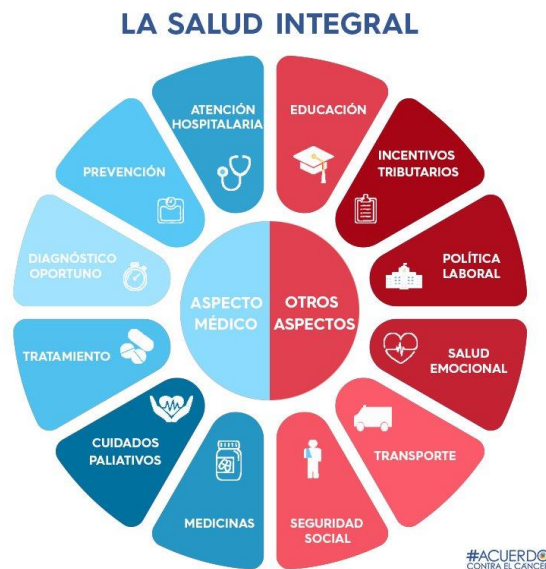 LA SALUD INTEGRAL
ATENCIÓN
HOSPITALARIA
EDUCACIÓN
PREVENCIÓN
INCENTIVOS
TRIBUTARIOS
DIAGNÓSTICO
OPORTUNO
POLÍTICA
LABORAL
ASPECTO
MÉDICO
OTROS
ASPECTOS
TRATAMIENTO
SALUD
EMOCIONAL
CUIDADOS
PALIATIVOS
TRANSPORTE
MEDICINAS
SEGURIDAD
SOCIAL
#ACUERDO
CONTRA EL CÁNCER